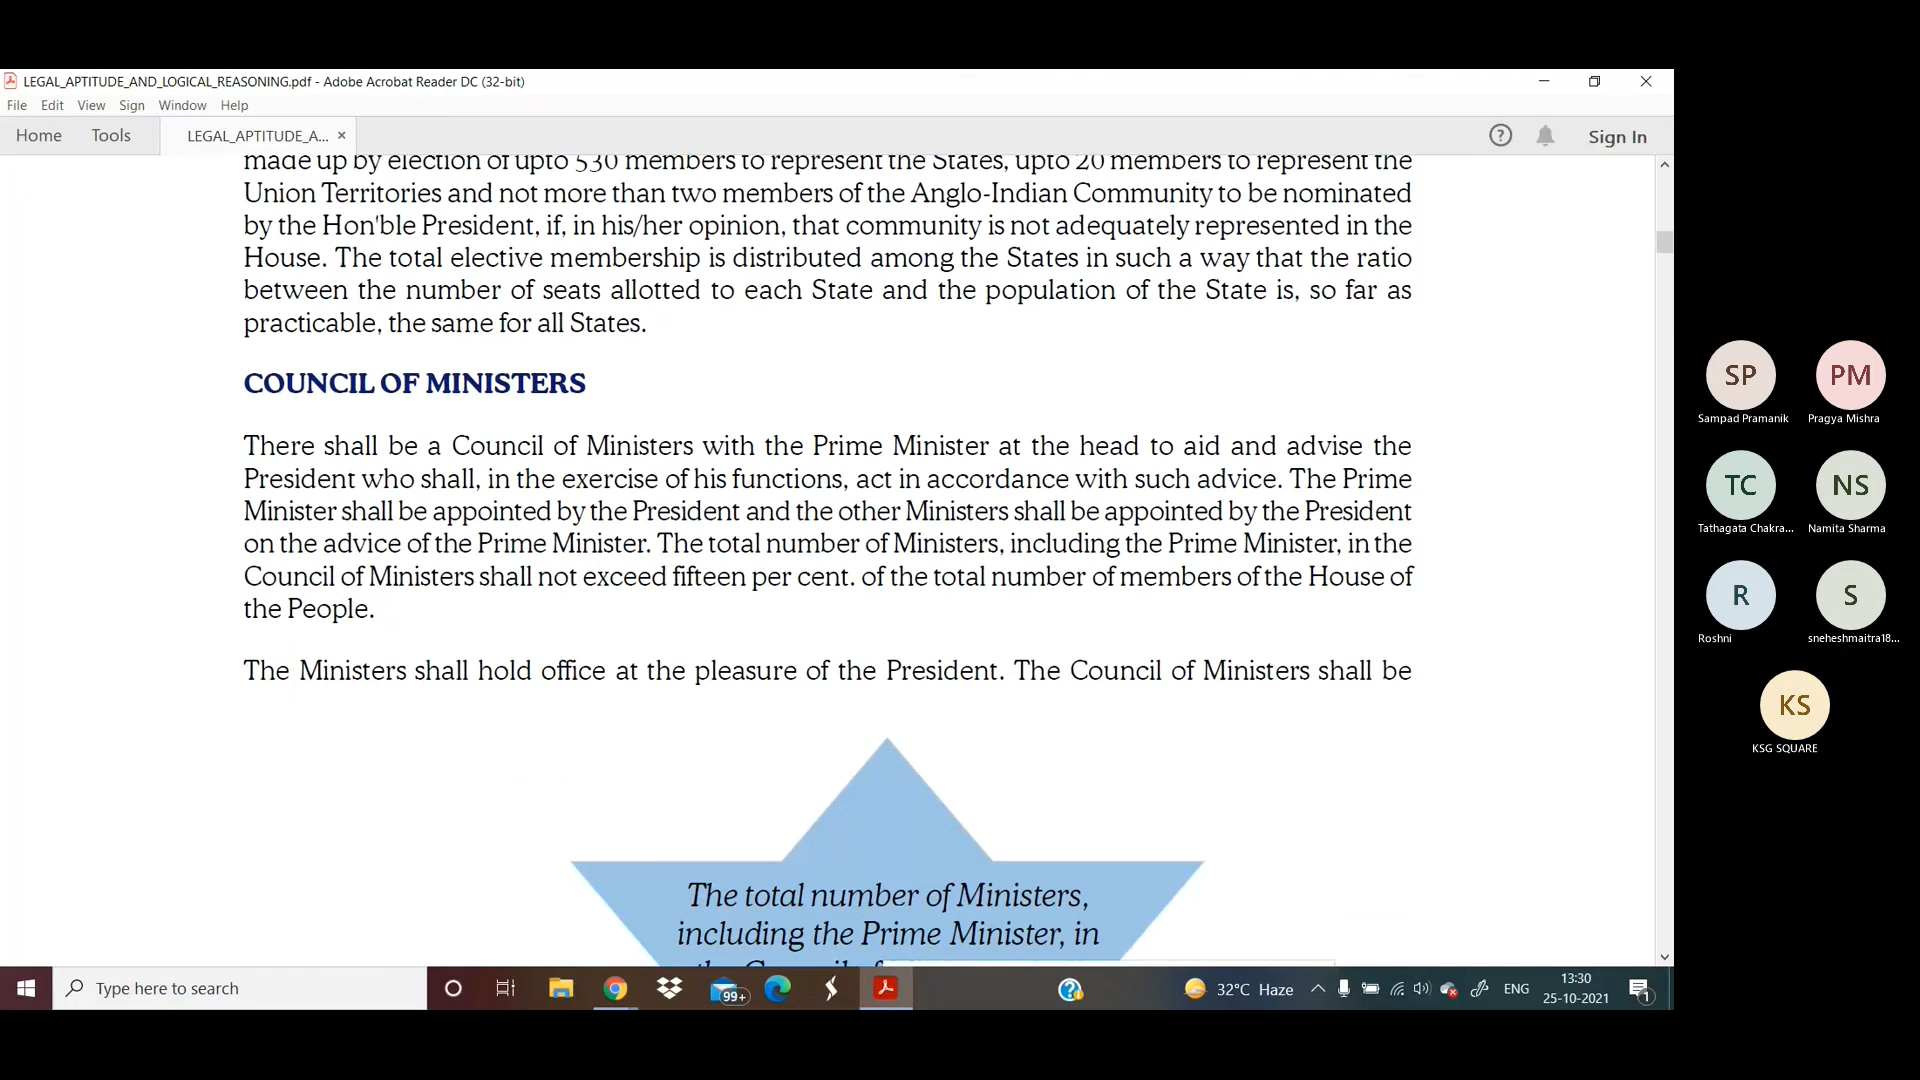 LEGAL_APTITUDE_AND_LOGICAL_REASONING.pdf - Adobe Acrobat Reader DC (32-bit)
File Edit View Sign Window Help
Home Tools LEGAL_APTITUDE_A... × ? Sign In
made up by election of upto 530 members to represent the States, upto 20 members to represent the
Union Territories and not more than two members of the Anglo-Indian Community to be nominated
by the Hon'ble President, if, in his/her opinion, that community is not adequately represented in the
House. The total elective membership is distributed among the States in such a way that the ratio
between the number of seats allotted to each State and the population of the State is, so far as
practicable, the same for all States.
COUNCIL OF MINISTERS
There shall be a Council of Ministers with the Prime Minister at the head to aid and advise the
President who shall, in the exercise of his functions, act in accordance with such advice. The Prime
Minister shall be appointed by the President and the other Ministers shall be appointed by the President
on the advice of the Prime Minister. The total number of Ministers, including the Prime Minister, in the
Council of Ministers shall not exceed fifteen per cent. of the total number of members of the House of
the People.
The Ministers shall hold office at the pleasure of the President. The Council of Ministers shall be
The total number of Ministers,
including the Prime Minister, in
SP PM
Sampad Pramanik Pragya Mishra
TC NS
Tathagata Chakra... Namita Sharma
R S
Roshni sneheshmaitra18...
KS
KSG SQUARE
Type here to search 99+ 32°C Haze ENG 13:30
25-10-2021 1